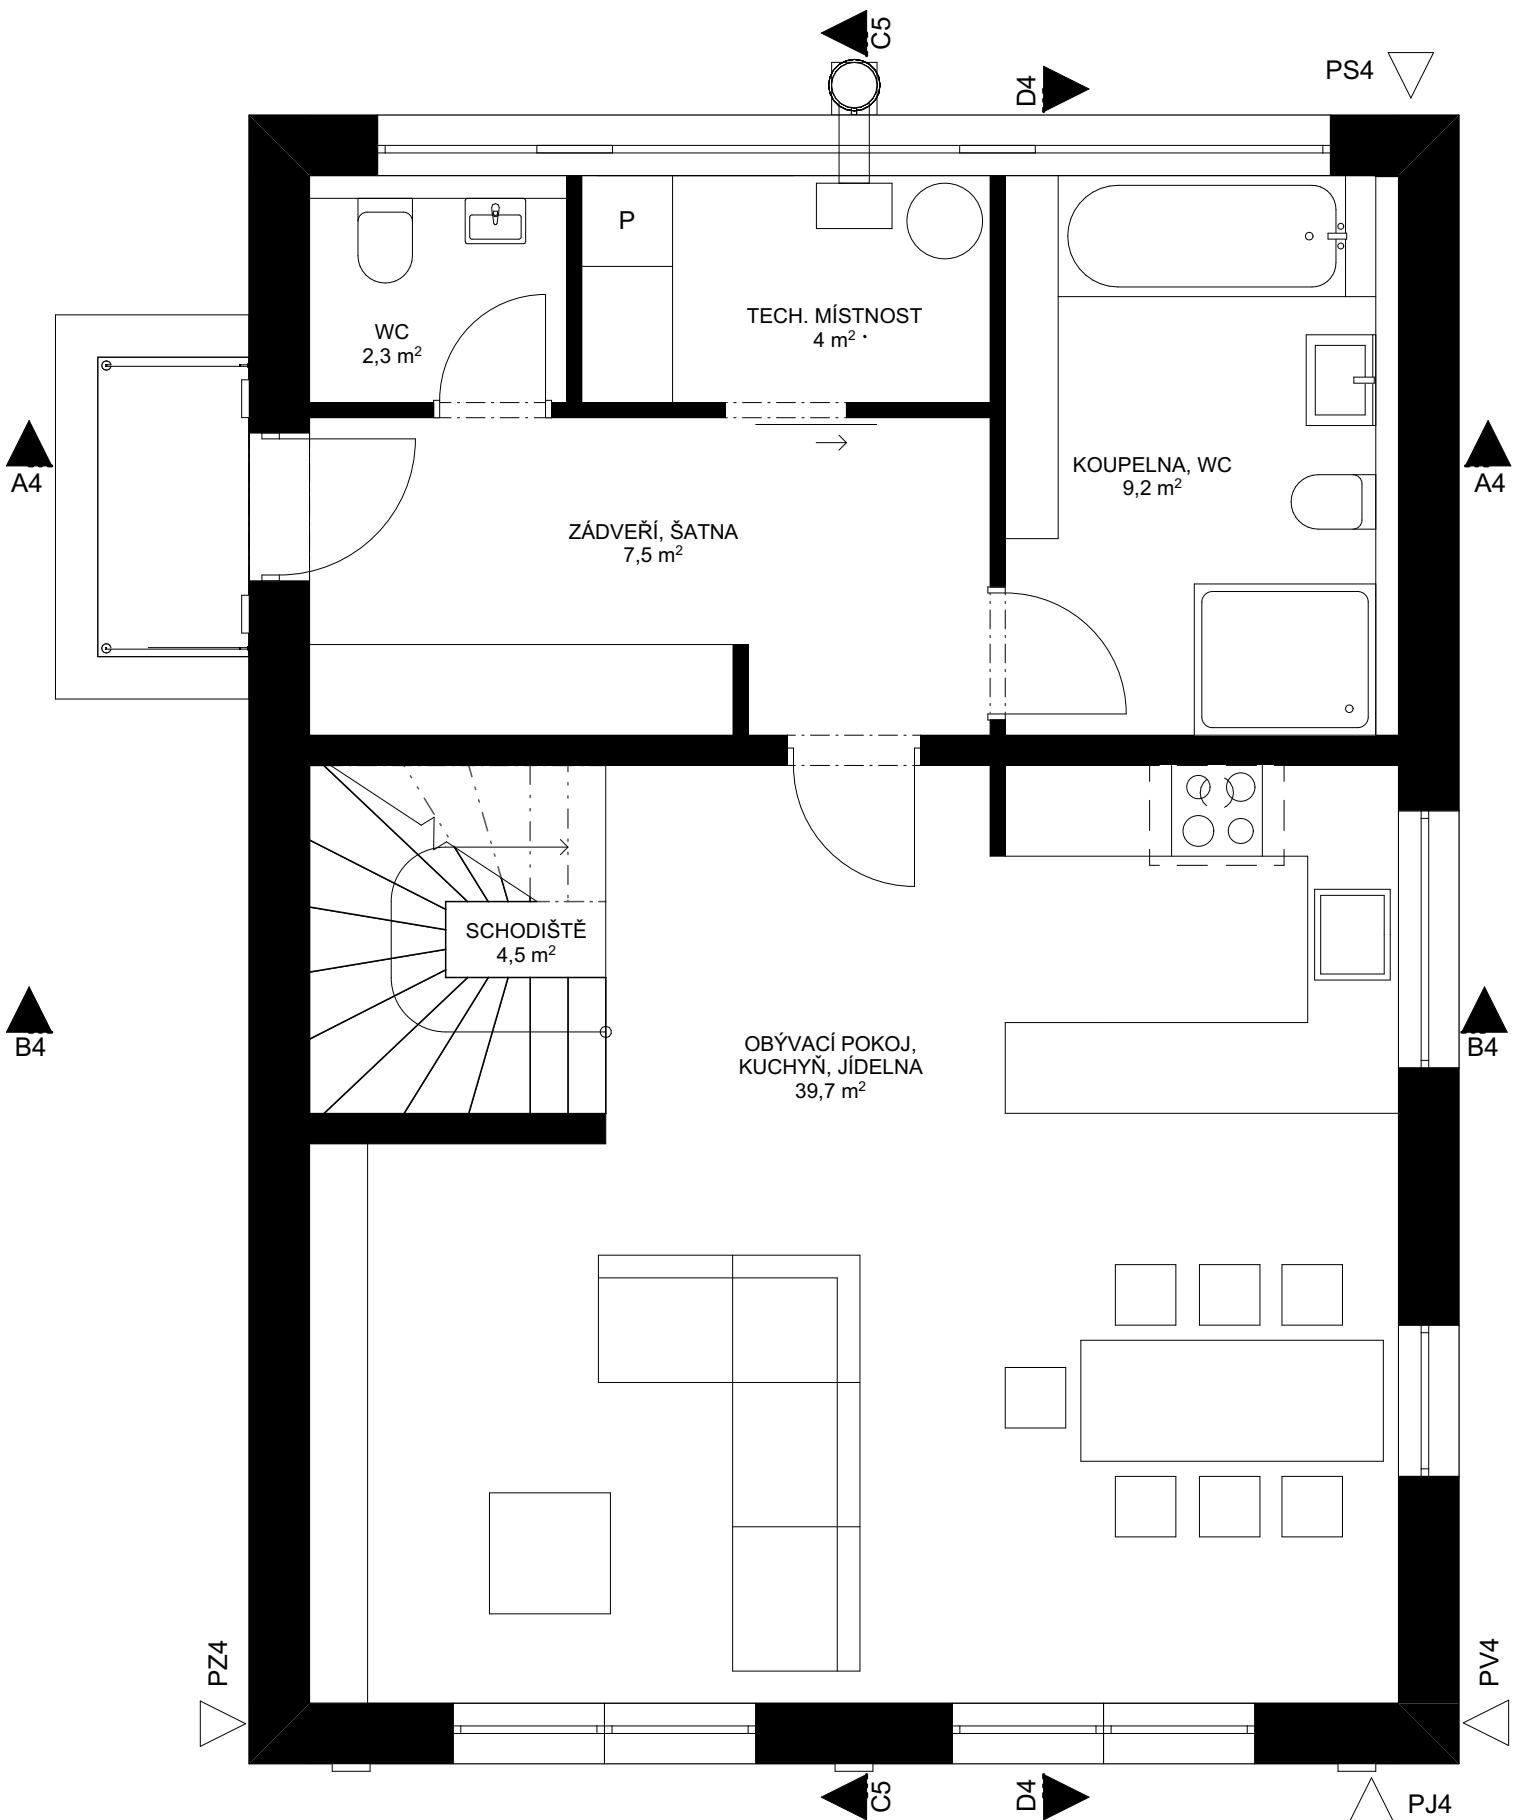 C5
D4
PS4
P
TECH. MÍSTNOST
4 m²
WC
2,3 m²
A4
KOUPELNA, WC
9,2 m²
A4
ZÁDVEŘÍ, ŠATNA
7,5 m²
SCHODIŠTĚ
4,5 m²
B4
OBÝVACÍ POKOJ,
KUCHYŇ, JÍDELNA
39,7 m²
B4
PZ4
PV4
C5
D4
PJ4